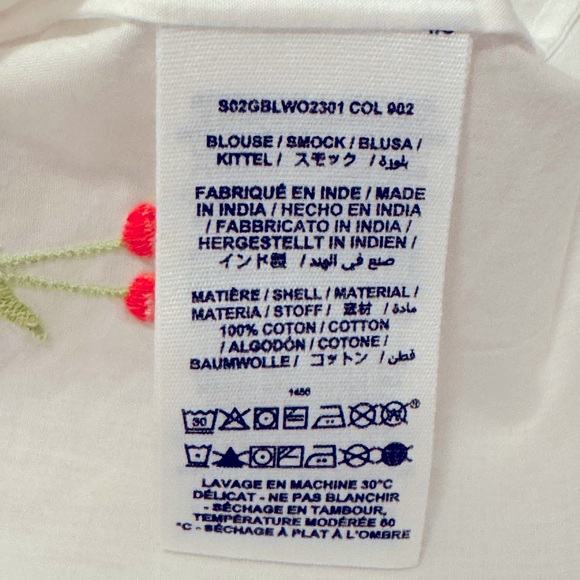 S02GBLWO2301 COL 902
BLOUSE / SMOCK / BLUSA /
KITTEL / スモック / بلوزة /
FABRIQUÉ EN INDE / MADE
IN INDIA / HECHO EN INDIA
/ FABBRICATO IN INDIA /
HERGESTELLT IN INDIEN /
インド製 / صنع في الهند /
MATIÈRE / SHELL / MATERIAL /
MATERIA / STOFF / 素材 / مادة /
100% COTON / COTTON
/ ALGODÓN / COTONE /
BAUMWOLLE / コットン / قطن /
1456
30
LAVAGE EN MACHINE 30°C
DÉLICAT - NE PAS BLANCHIR
- SÉCHAGE EN TAMBOUR,
TEMPÉRATURE MODÉRÉE 60
°C - SÉCHAGE À PLAT À L'OMBRE